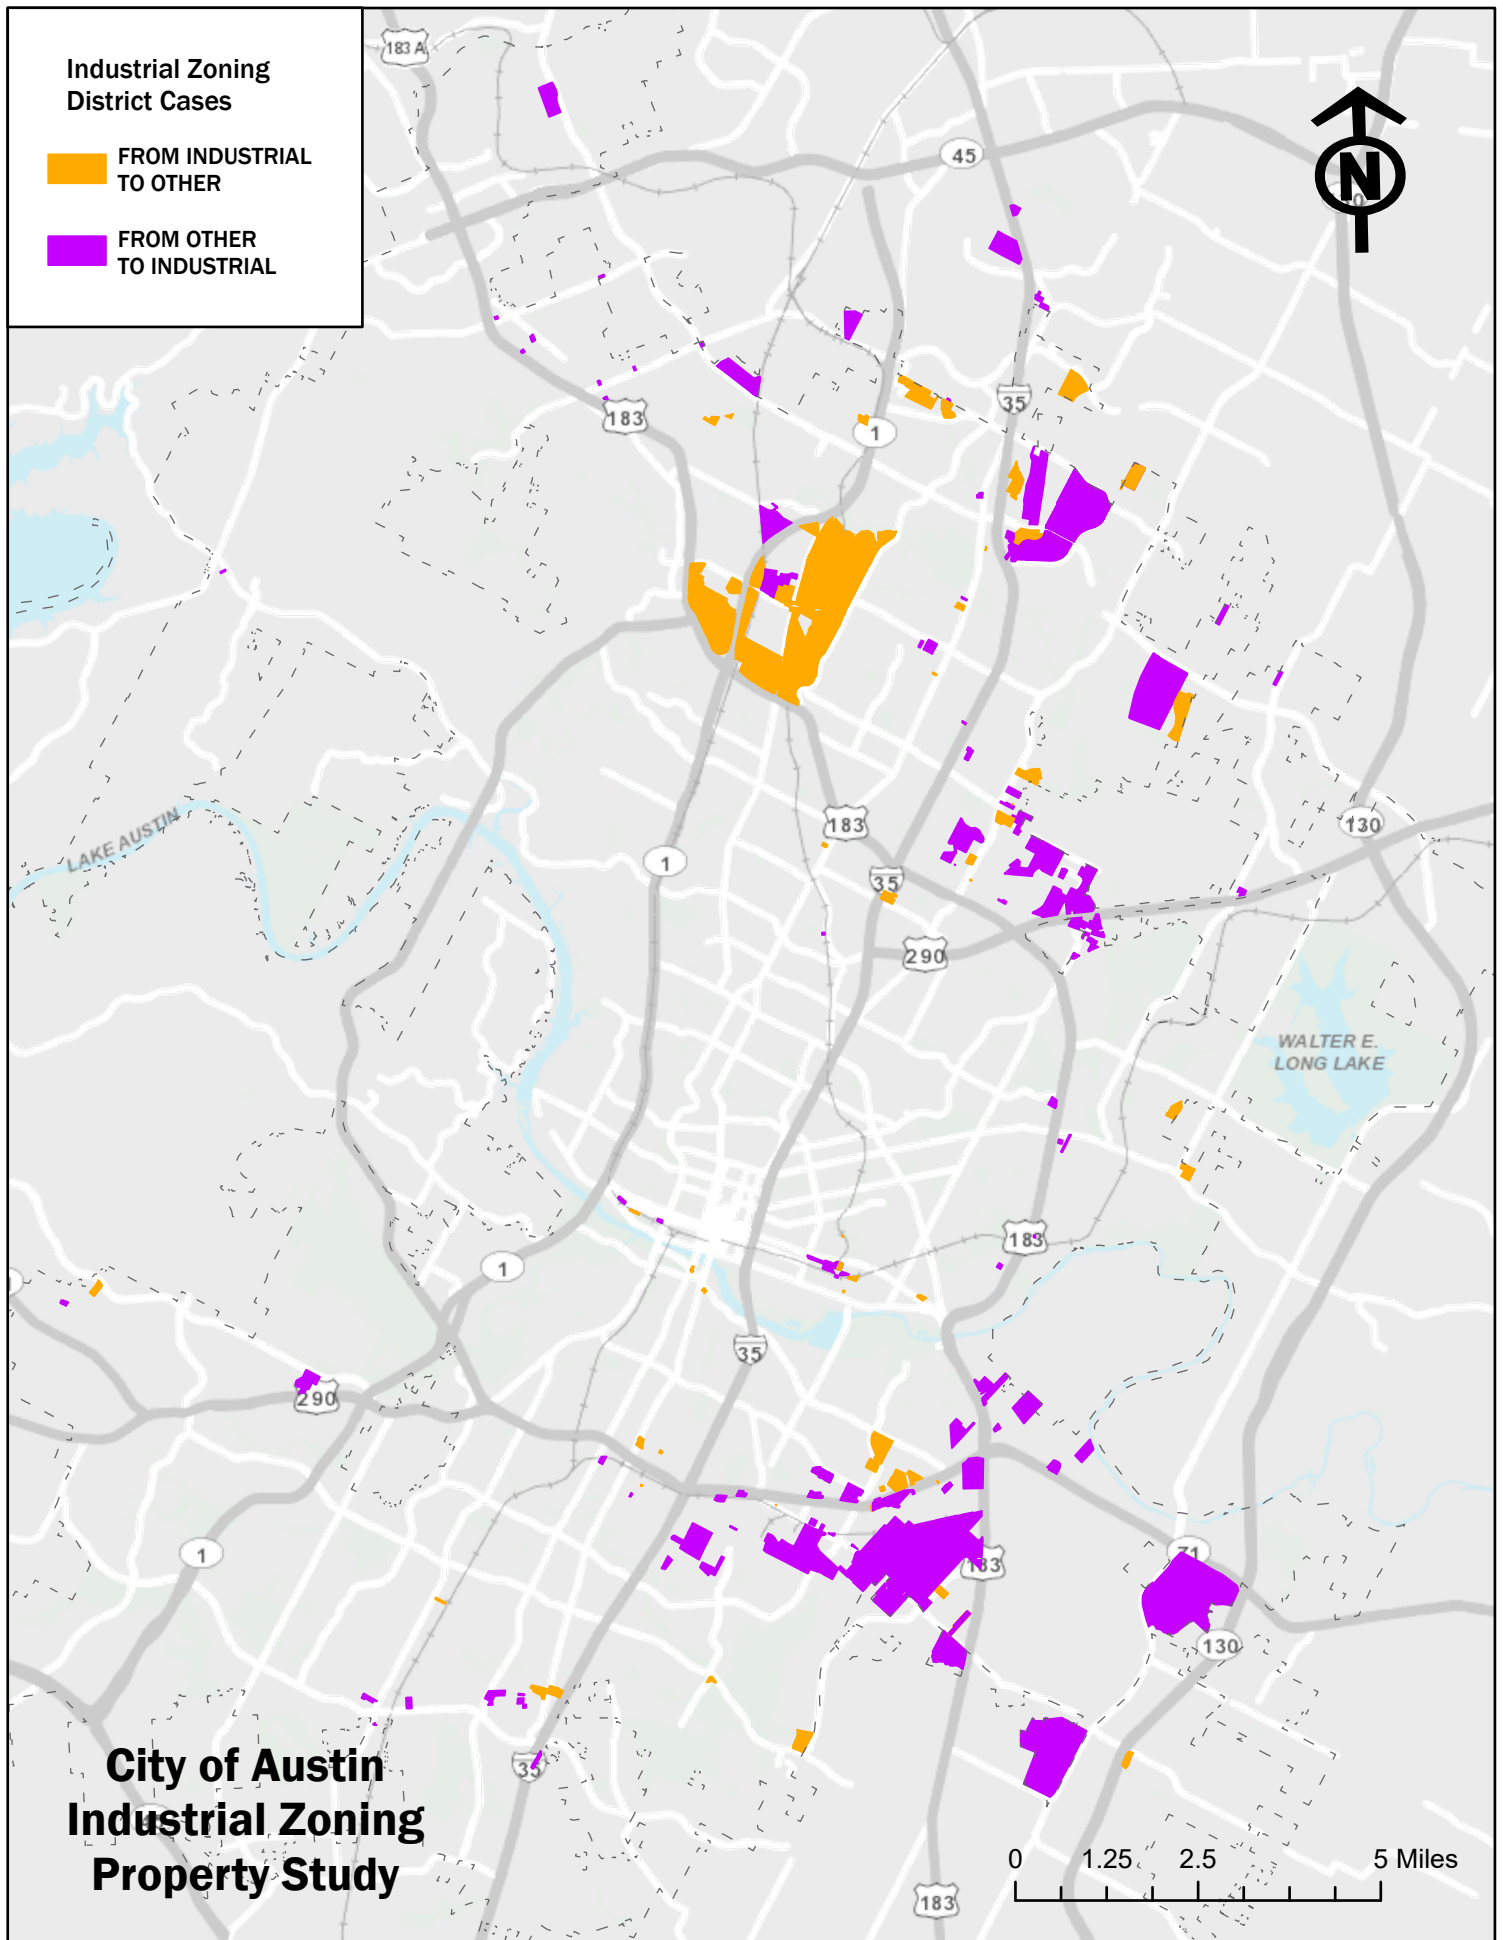 Industrial Zoning
District Cases
FROM INDUSTRIAL
TO OTHER
FROM OTHER
TO INDUSTRIAL
183 A
45
N
183
1
35
LAKE AUSTIN
183
130
1
35
290
WALTER E.
LONG LAKE
183
1
35
290
1
183
71
130
35
183
City of Austin
Industrial Zoning
Property Study
0 1.25 2.5 5 Miles